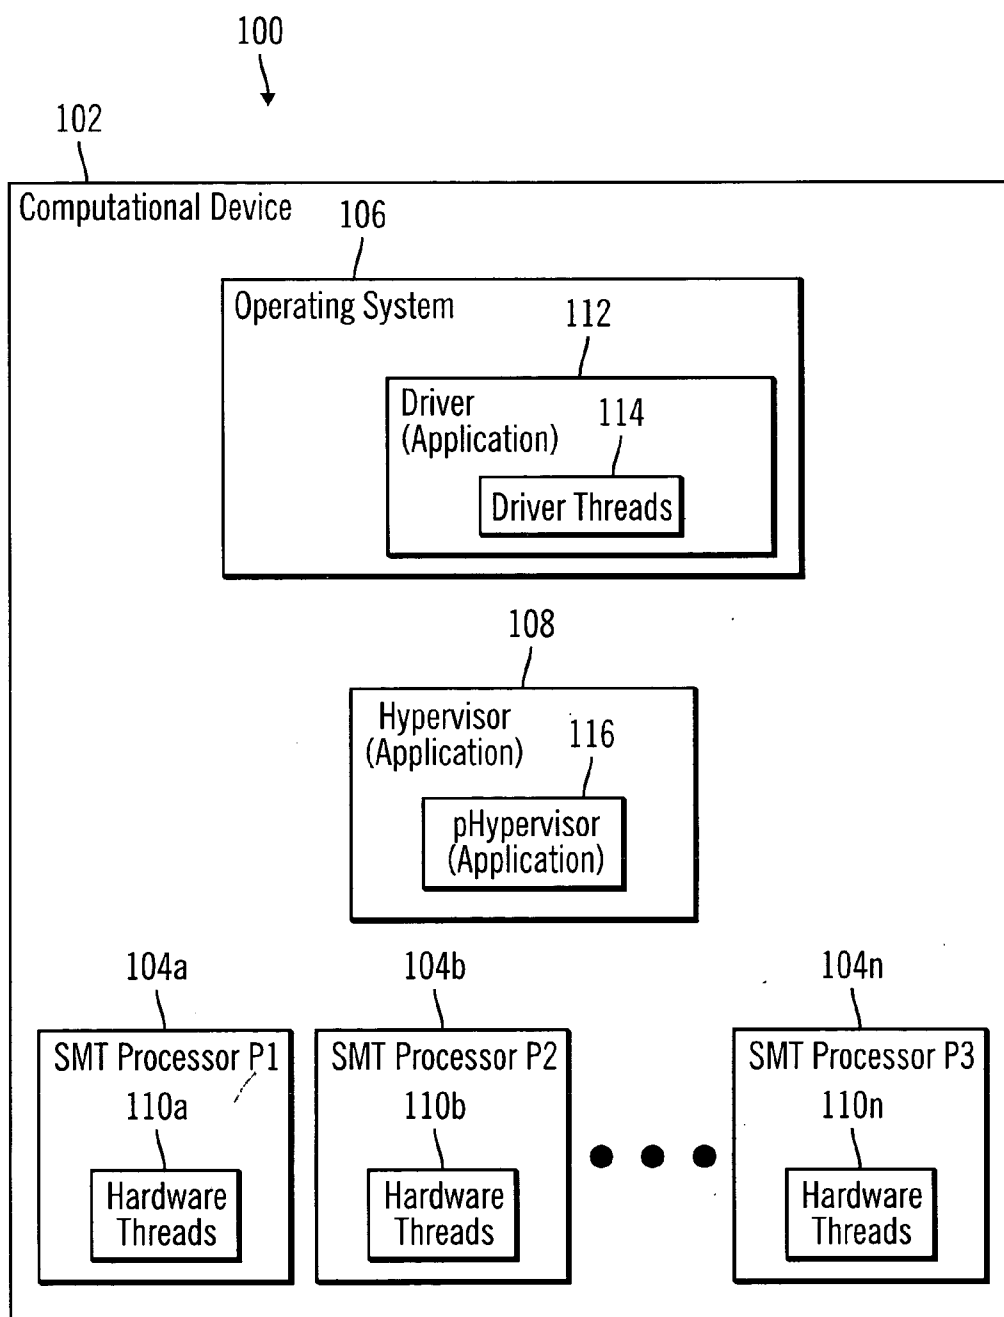 100
102
Computational Device
106
Operating System
112
Driver
(Application)
114
Driver Threads
108
Hypervisor
(Application)
116
pHypervisor
(Application)
104a
104b
104n
SMT Processor P1
SMT Processor P2
SMT Processor P3
110a
110b
110n
Hardware
Threads
Hardware
Threads
Hardware
Threads